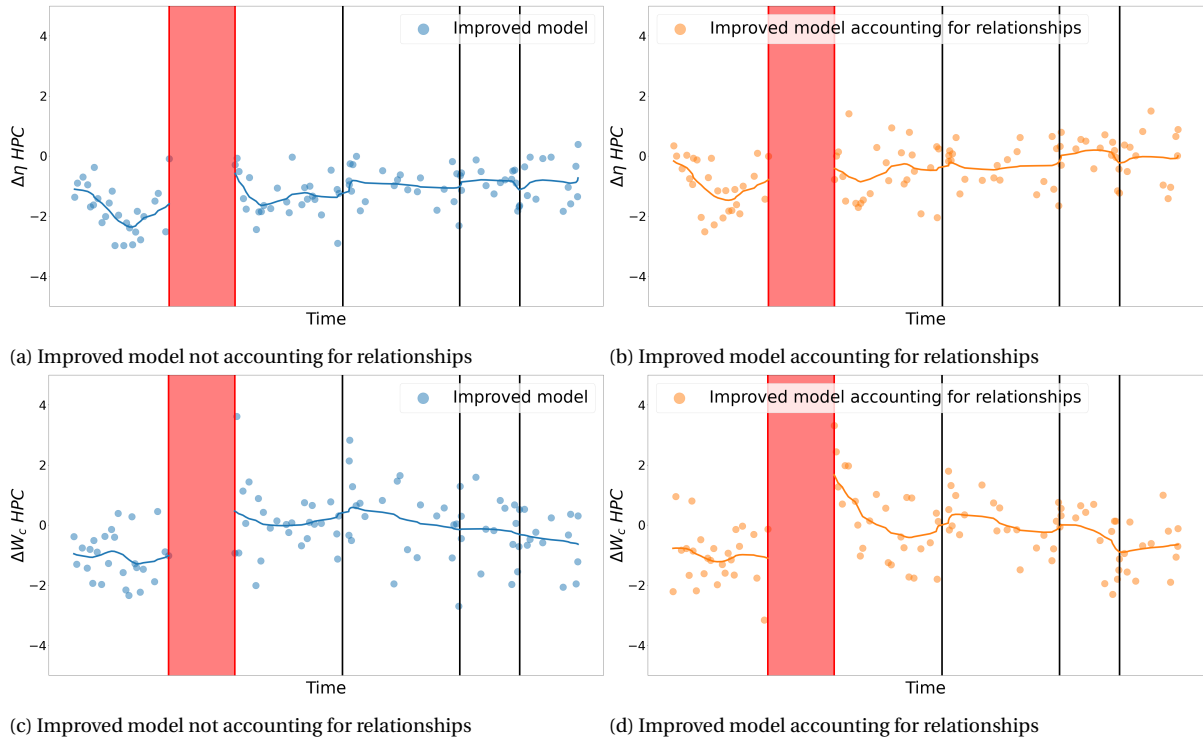 4
2
0
−2
−4
Δη HPC
Improved model
Time
4
2
0
−2
−4
Δη HPC
Improved model accounting for relationships
Time
(a) Improved model not accounting for relationships
(b) Improved model accounting for relationships
4
2
0
−2
−4
ΔW_c HPC
Improved model
Time
4
2
0
−2
−4
ΔW_c HPC
Improved model accounting for relationships
Time
(c) Improved model not accounting for relationships
(d) Improved model accounting for relationships